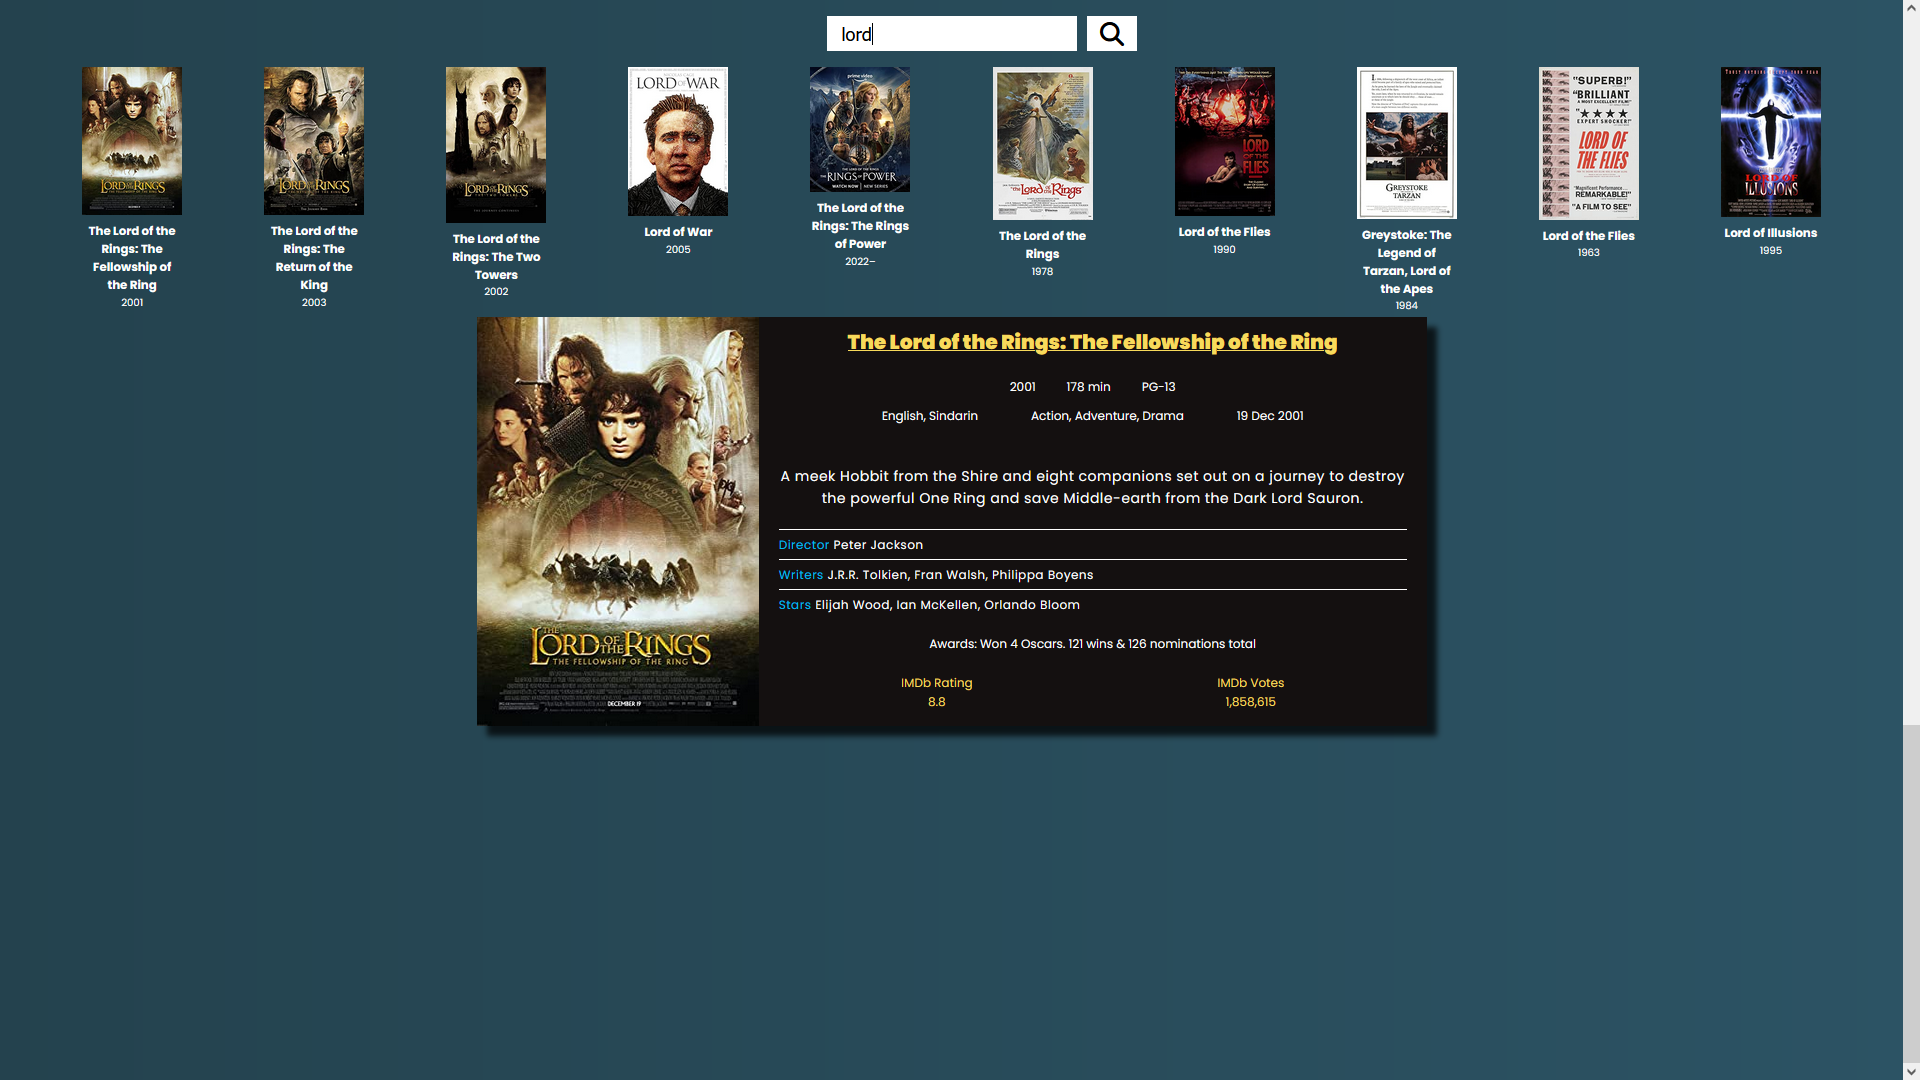 lord
THE
LORD OF THE RINGS
The Lord of the
Rings: The
Fellowship of
the Ring
2001
LORD OF THE RINGS
The Lord of the
Rings: The
Return of the
King
2003
LORD OF THE RINGS
The Lord of the
Rings: The Two
Towers
2002
LORD OF WAR
Lord of War
2005
prime video
THE LORD OF THE RINGS
THE RINGS OF POWER
WATCH NOW | NEW SERIES
The Lord of the
Rings: The Rings
of Power
2022–
The Lord of the Rings
The Lord of the
Rings
1978
LORD
OF THE
FLIES
Lord of the Flies
1990
GREYSTOKE
TARZAN
Greystoke: The
Legend of
Tarzan, Lord of
the Apes
1984
"SUPERB!"
"BRILLIANT
A MOST EXCELLENT FILM!"
★★★★
EXPERT SHOCKER!"
LORD OF
THE FLIES
"Magnificent Performance...
REMARKABLE!"
"A FILM TO SEE"
Lord of the Flies
1963
LORD OF
ILLUSIONS
Lord of Illusions
1995
THE
LORD OF THE RINGS
THE FELLOWSHIP OF THE RING
DECEMBER 19
The Lord of the Rings: The Fellowship of the Ring
2001 178 min PG-13
English, Sindarin Action, Adventure, Drama 19 Dec 2001
A meek Hobbit from the Shire and eight companions set out on a journey to destroy
the powerful One Ring and save Middle-earth from the Dark Lord Sauron.
Director Peter Jackson
Writers J.R.R. Tolkien, Fran Walsh, Philippa Boyens
Stars Elijah Wood, Ian McKellen, Orlando Bloom
Awards: Won 4 Oscars. 121 wins & 126 nominations total
IMDb Rating IMDb Votes
8.8 1,858,615